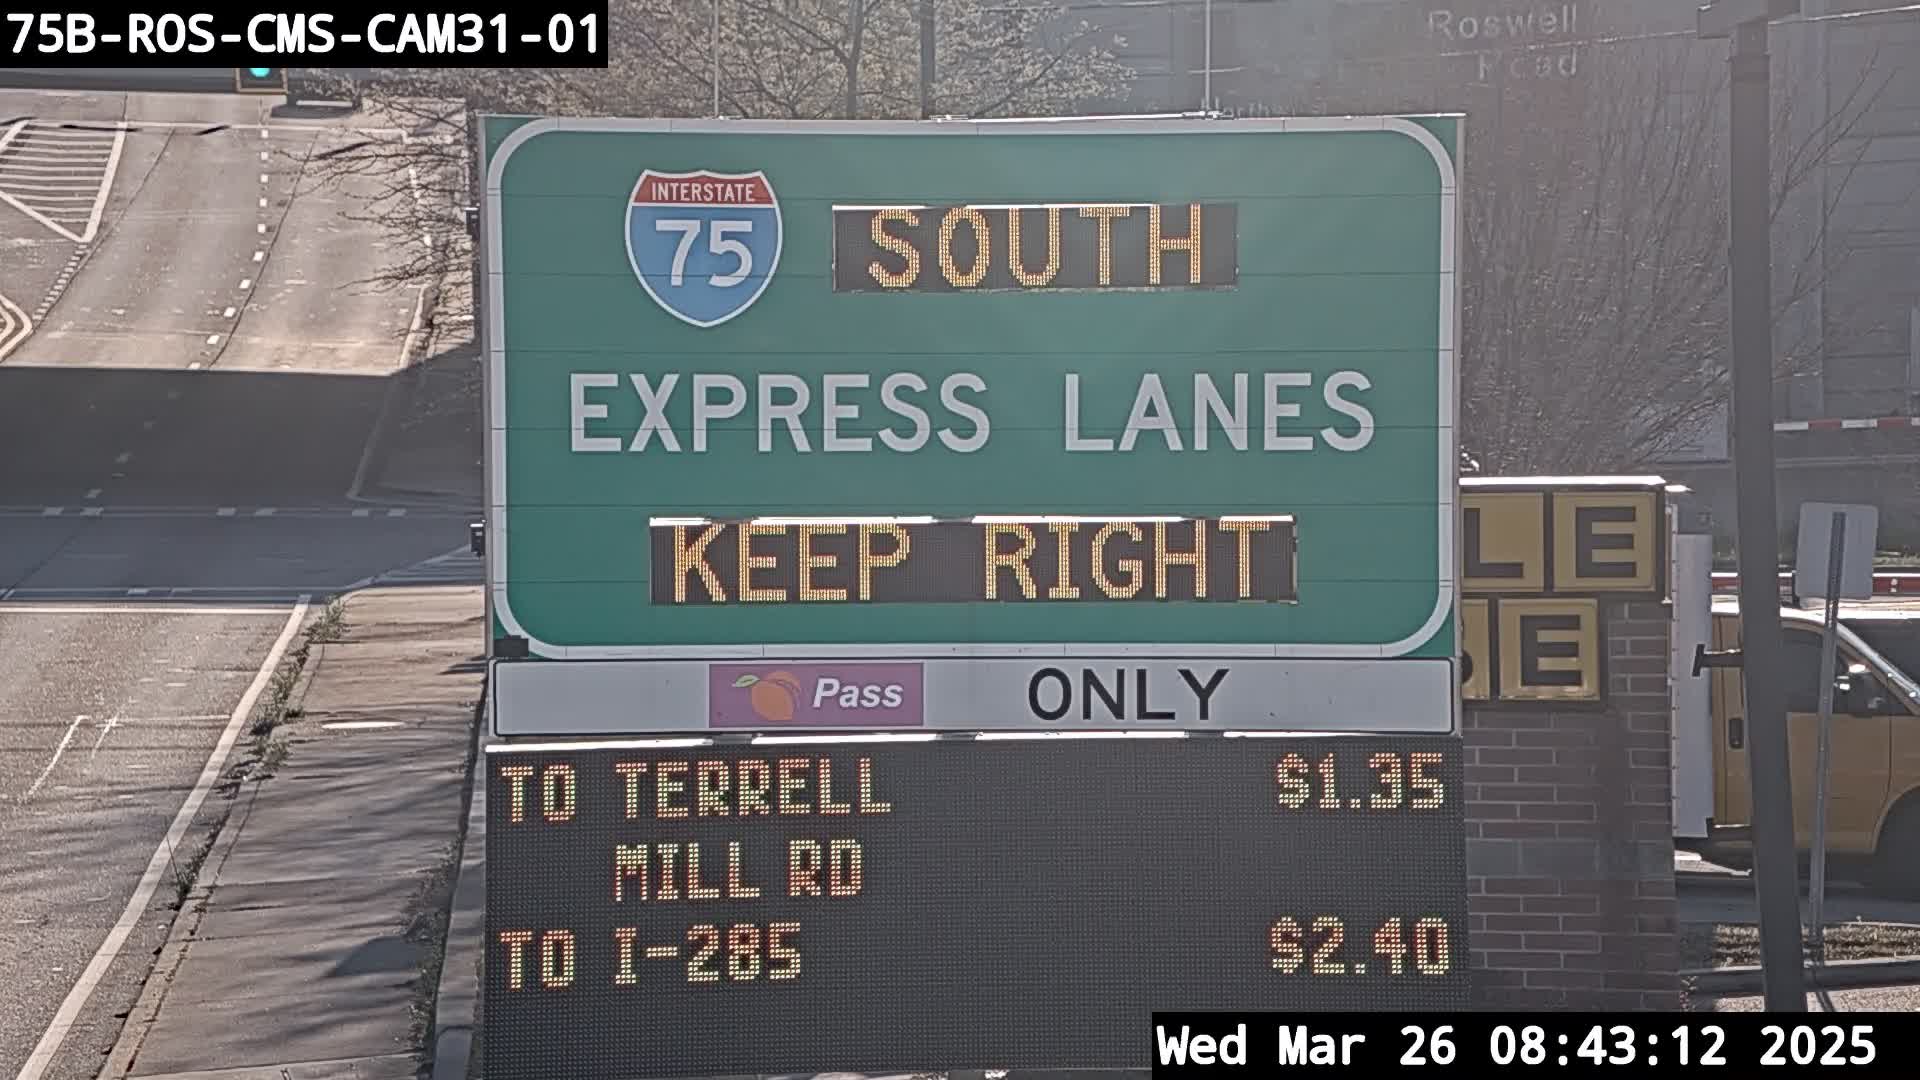 75B-ROS-CMS-CAM31-01
Roswell
Road
INTERSTATE
75
SOUTH
EXPRESS LANES
KEEP RIGHT
LE
E
Pass
ONLY
TO TERRELL $1.35
MILL RD
TO I-285 $2.40
Wed Mar 26 08:43:12 2025